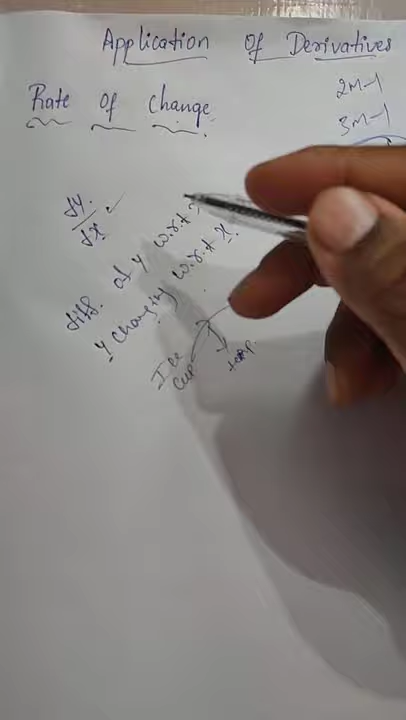 Application Of Derivatives
Rate Of Change
2M-1
3M-1
dy/dx ✓
diff. of y w.r.t
y changing w.r.t x.
Ice
cup
temp.